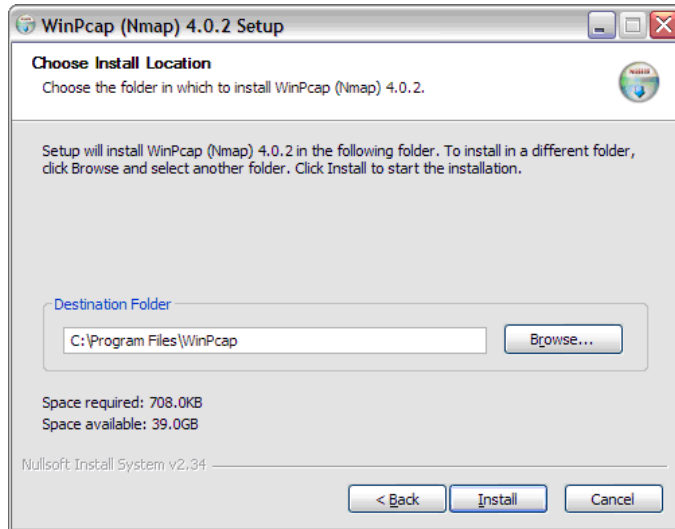 WinPcap (Nmap) 4.0.2 Setup
Choose Install Location
Choose the folder in which to install WinPcap (Nmap) 4.0.2.
Setup will install WinPcap (Nmap) 4.0.2 in the following folder. To install in a different folder,
click Browse and select another folder. Click Install to start the installation.
Destination Folder
C:\Program Files\WinPcap
Browse...
Space required: 708.0KB
Space available: 39.0GB
Nullsoft Install System v2.34
< Back
Install
Cancel